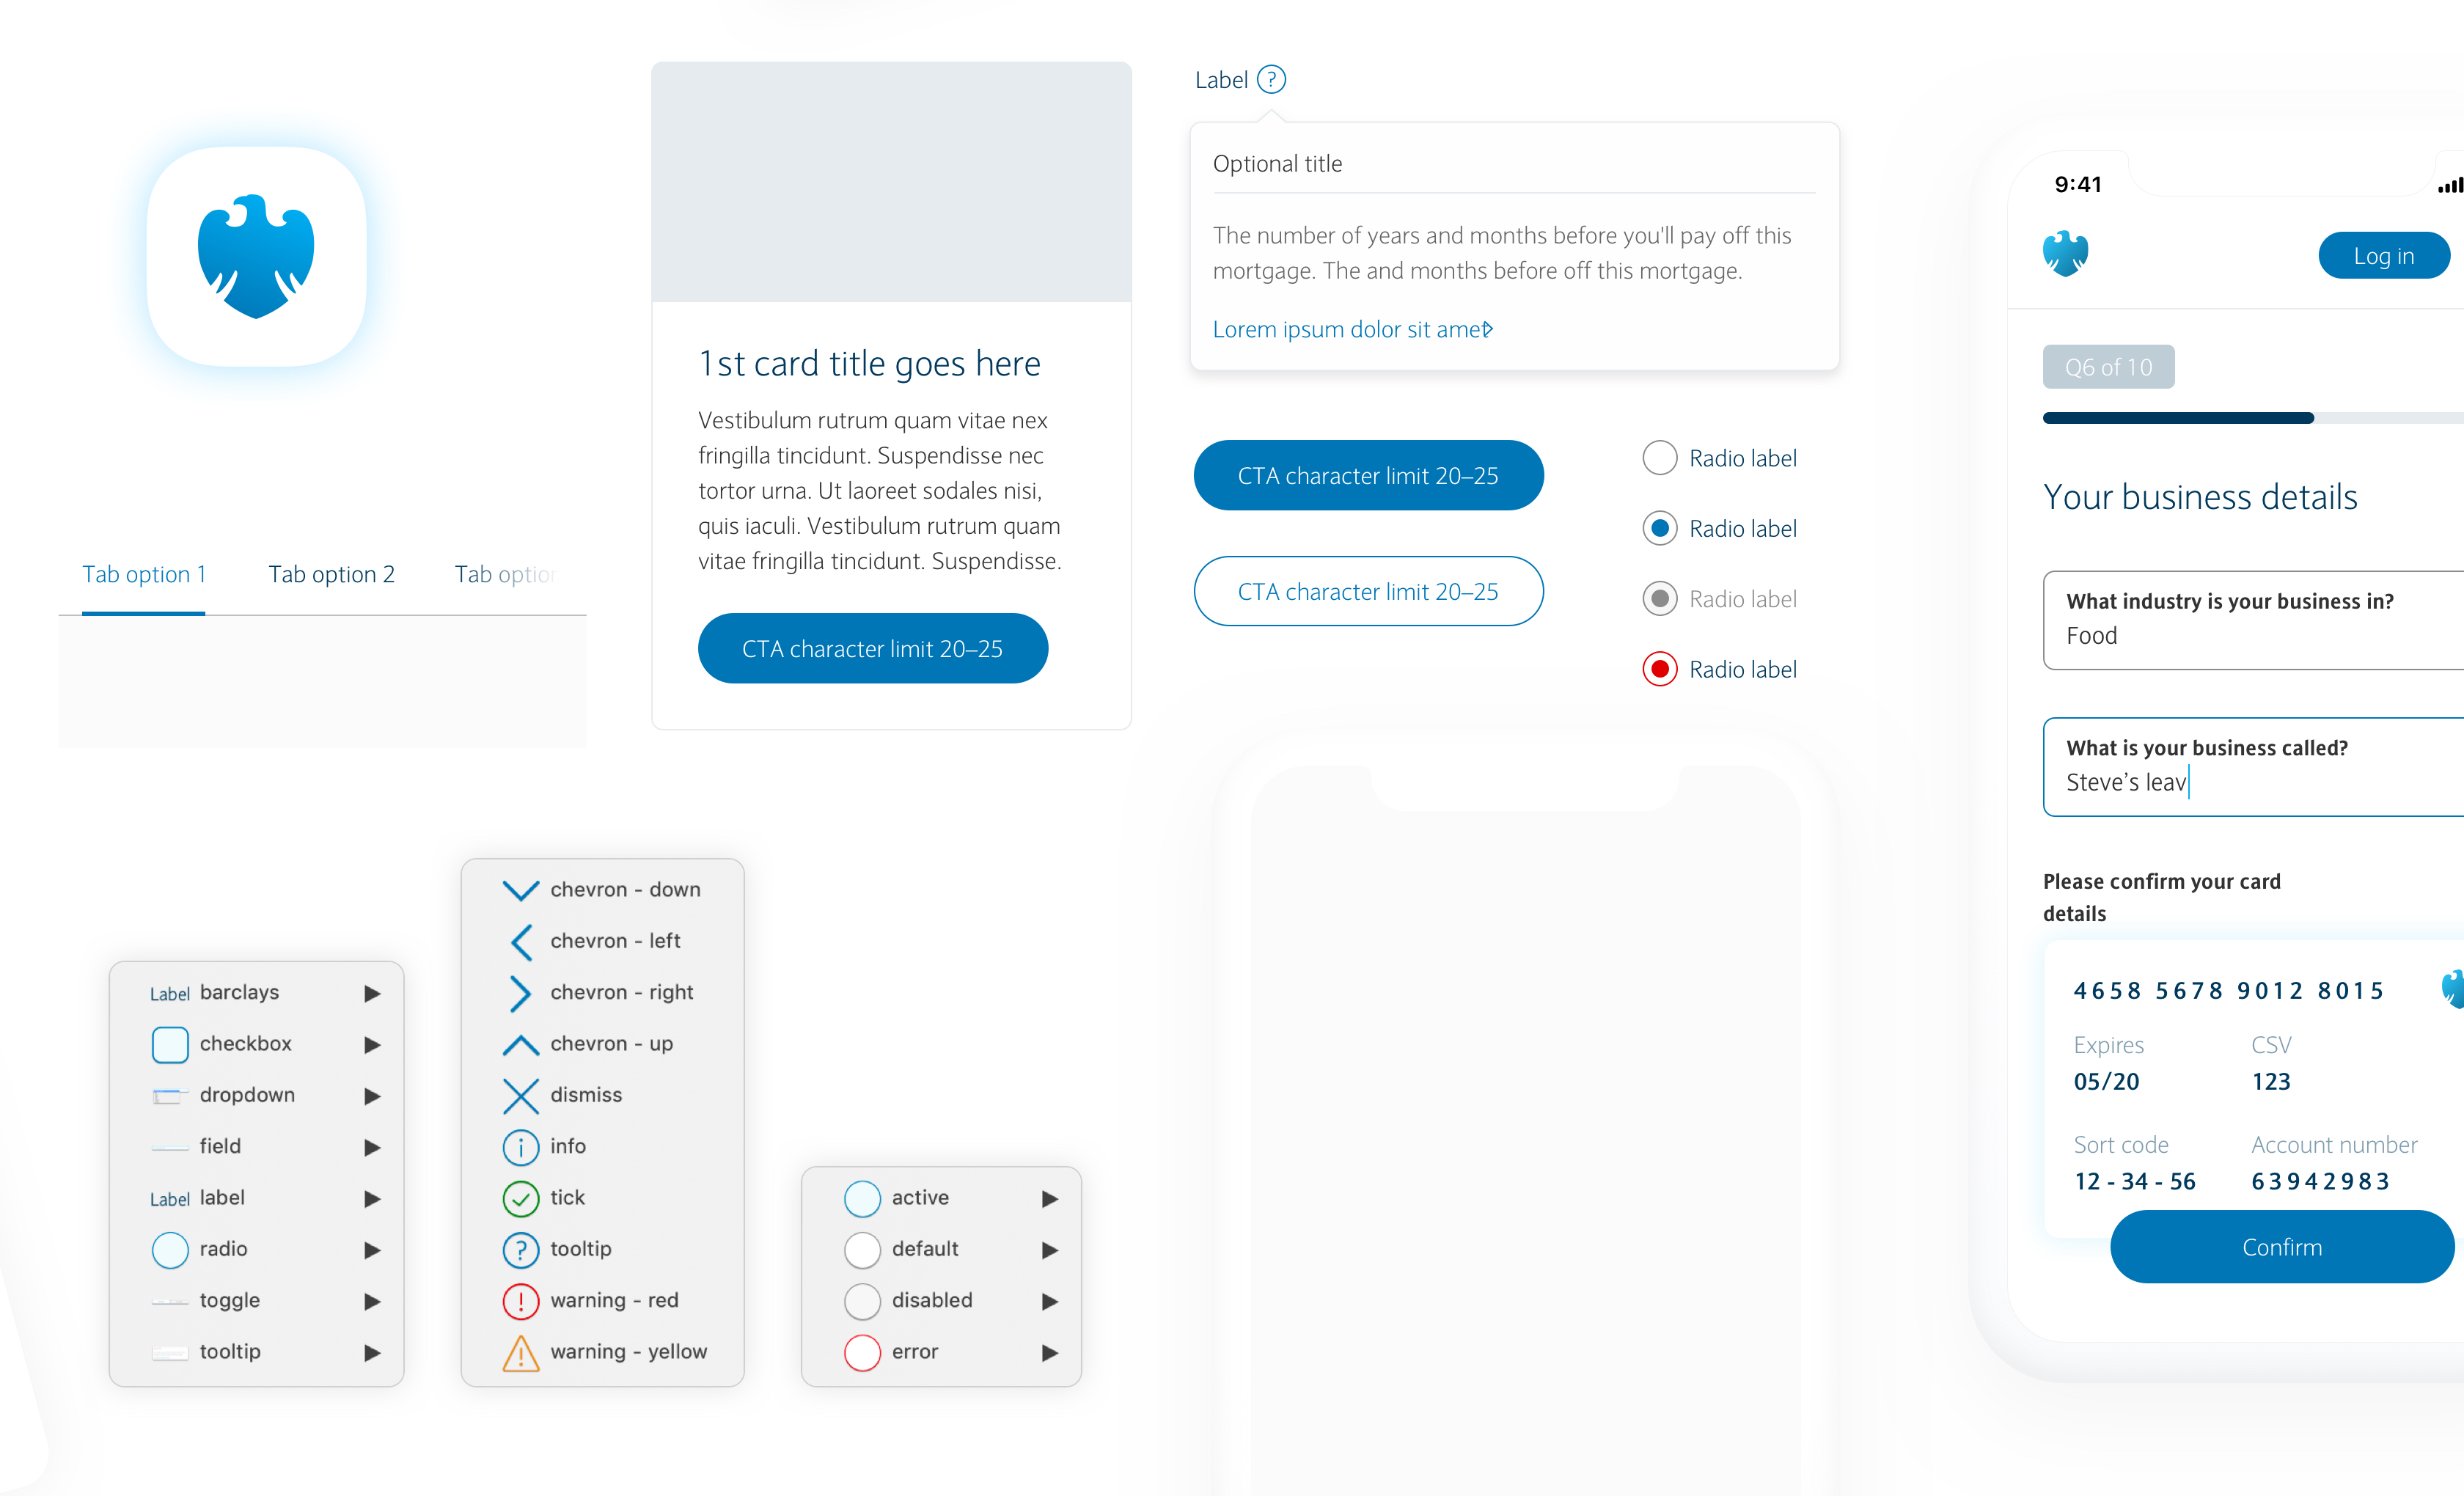 Tab option 1
Tab option 2
Tab option
1st card title goes here
Vestibulum rutrum quam vitae nex
fringilla tincidunt. Suspendisse nec
tortor urna. Ut laoreet sodales nisi,
quis iaculi. Vestibulum rutrum quam
vitae fringilla tincidunt. Suspendisse.
CTA character limit 20–25
Label ?
Optional title
The number of years and months before you'll pay off this
mortgage. The and months before off this mortgage.
Lorem ipsum dolor sit amet
CTA character limit 20–25
CTA character limit 20–25
Radio label
Radio label
Radio label
Radio label
Label barclays
checkbox
dropdown
field
Label label
radio
toggle
tooltip
chevron - down
chevron - left
chevron - right
chevron - up
dismiss
info
tick
tooltip
warning - red
warning - yellow
active
default
disabled
error
9:41
Log in
Q6 of 10
Your business details
What industry is your business in?
Food
What is your business called?
Steve’s leav
Please confirm your card
details
4658 5678 9012 8015
Expires CSV
05/20 123
Sort code Account number
12 - 34 - 56 63942983
Confirm